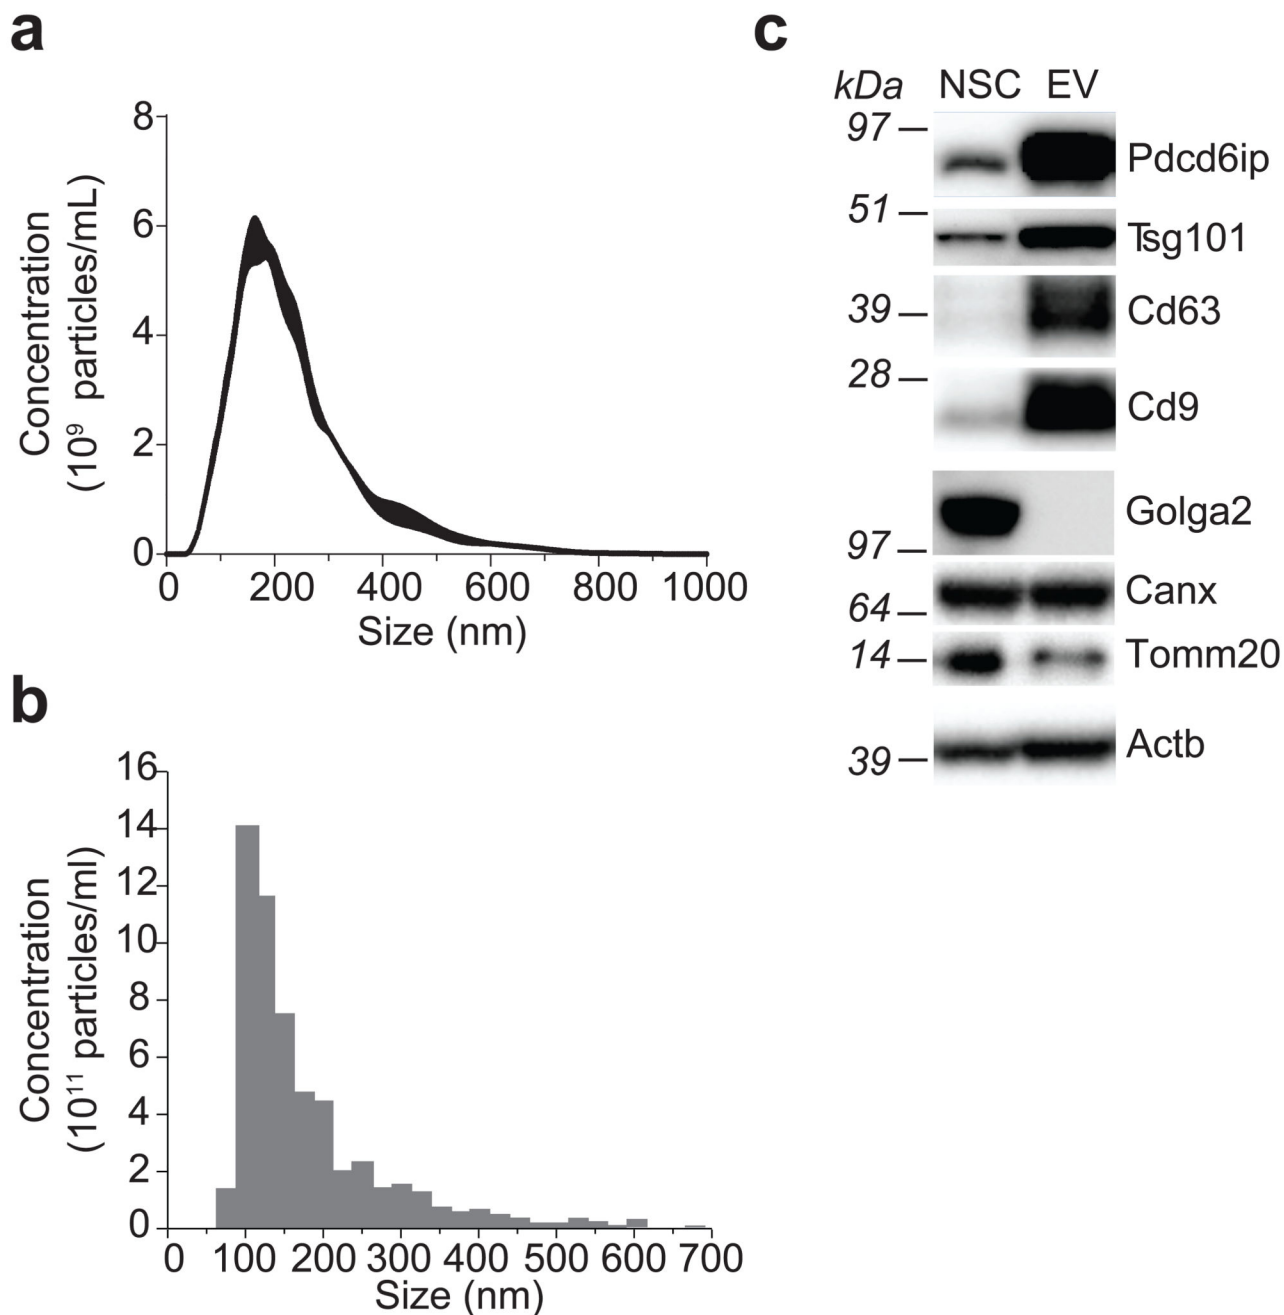 a
8
6
4
2
0
Concentration
(10⁹ particles/mL)
0 200 400 600 800 1000
Size (nm)
b
16
14
12
10
8
6
4
2
0
Concentration
(10¹¹ particles/ml)
0 100 200 300 400 500 600 700
Size (nm)
c
kDa NSC EV
97
Pdcd6ip
51
Tsg101
39 Cd63
28
Cd9
Golga2
97
Canx
64
14 Tomm20
Actb
39